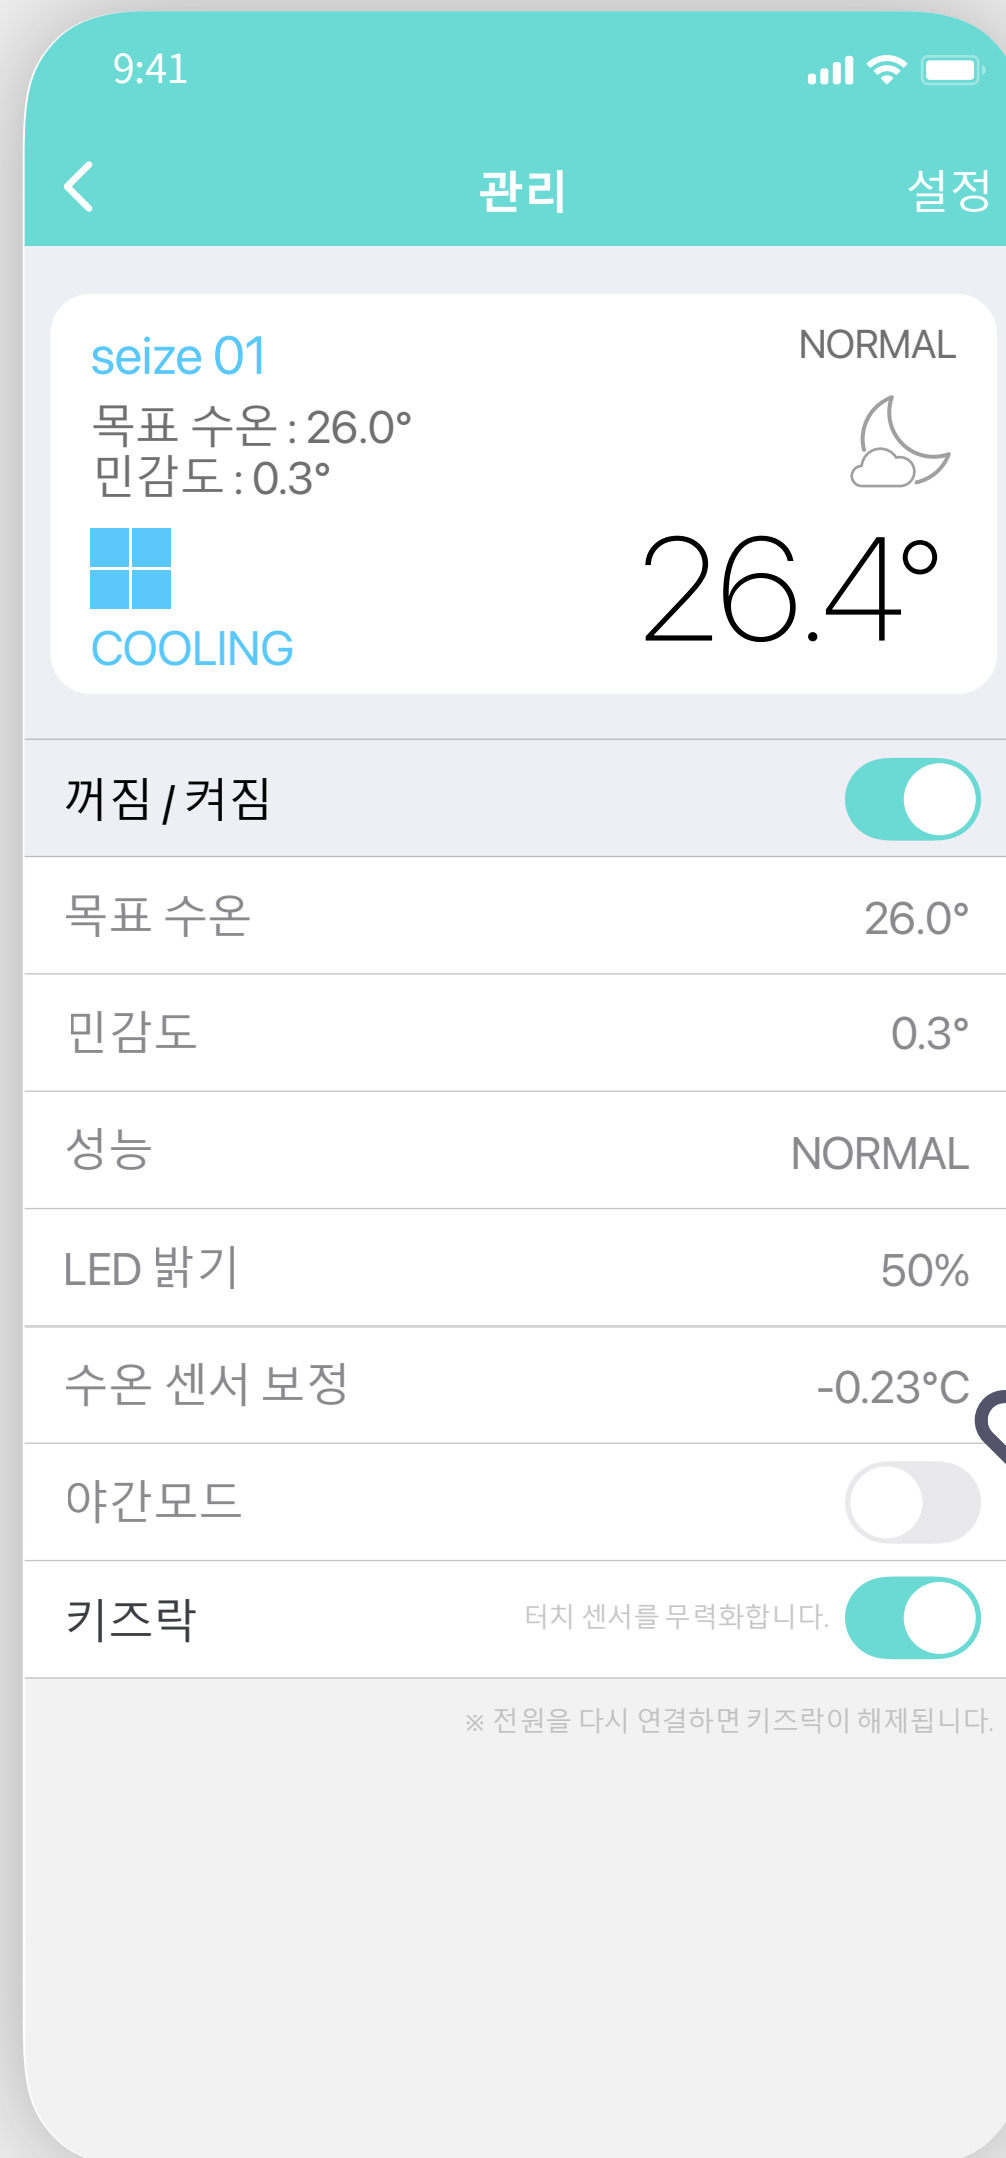 9:41
관리
설정
seize 01
NORMAL
목표 수온 : 26.0°
민감도 : 0.3°
26.4°
COOLING
꺼짐 / 켜짐
목표 수온 26.0°
민감도 0.3°
성능 NORMAL
LED 밝기 50%
수온 센서 보정 -0.23°C
야간모드
키즈락 터치 센서를 무력화합니다.
※ 전원을 다시 연결하면 키즈락이 해제됩니다.